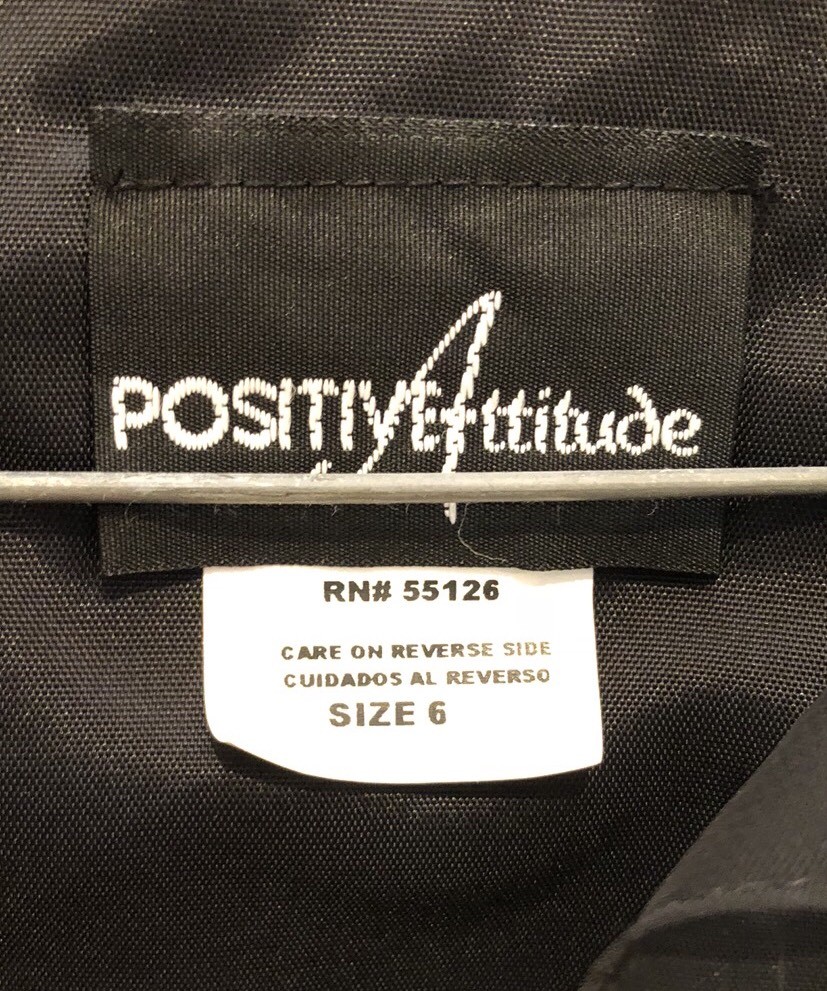 POSITIVE Attitude
RN# 55126
CARE ON REVERSE SIDE
CUIDADOS AL REVERSO
SIZE 6